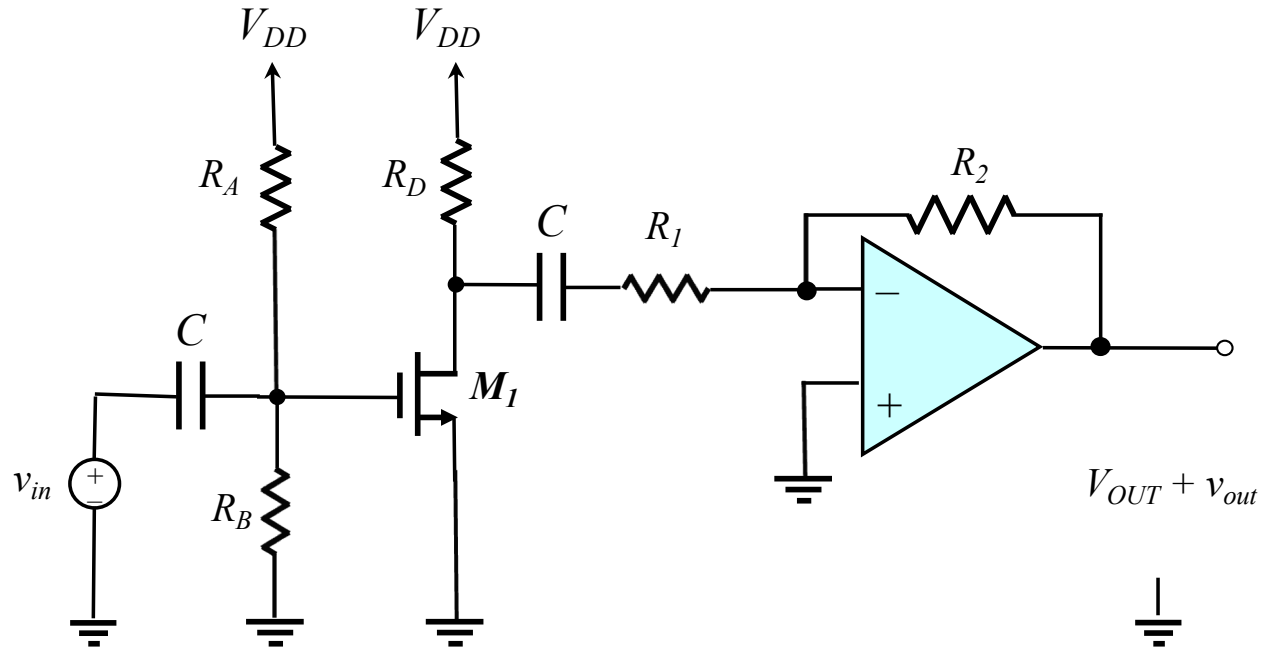 V_DD
V_DD
R_A
R_D
R_2
C
R_1
C
−
M_1
+
v_in
+
−
R_B
V_OUT + v_out